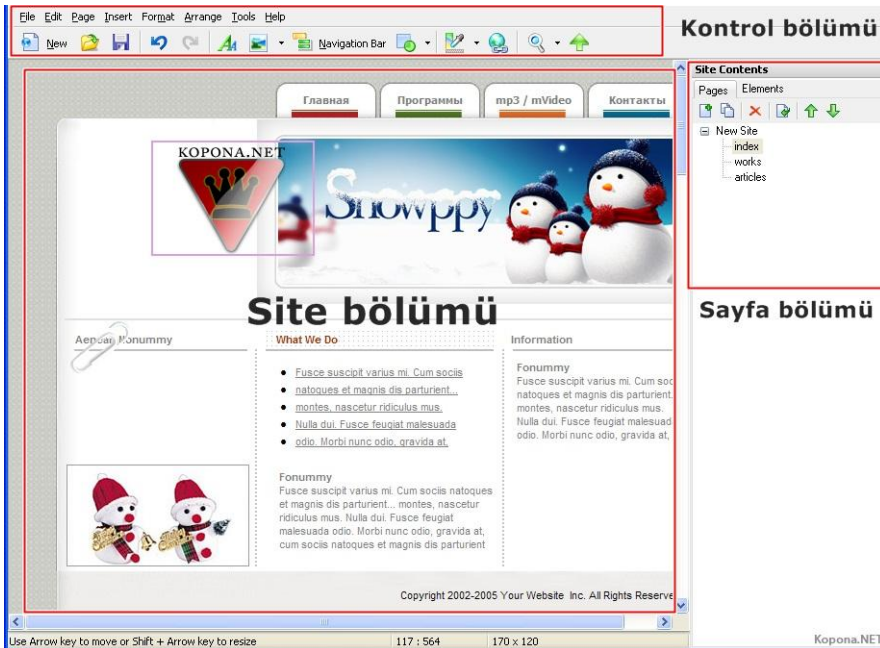 File Edit Page Insert Format Arrange Tools Help
New Navigation Bar
Kontrol bölümü
Site Contents
Pages Elements
New Site
index
works
articles
Sayfa bölümü
Главная Программы mp3 / mVideo Контакты
KOPONA.NET
Snowppy
Site bölümü
Aenean Nonummy
What We Do
Fusce suscipit varius mi. Cum sociis
natoques et magnis dis parturient...
montes, nascetur ridiculus mus.
Nulla dui. Fusce feugiat malesuada
odio. Morbi nunc odio, gravida at,
Fonummy
Fusce suscipit varius mi. Cum sociis natoques
et magnis dis parturient... montes, nascetur
ridiculus mus. Nulla dui. Fusce feugiat
malesuada odio. Morbi nunc odio, gravida at,
cum sociis natoques et magnis dis parturient
Information
Fonummy
Fusce suscipit varius mi. Cum soc
natoques et magnis dis parturient.
montes, nascetur ridiculus mus.
Nulla dui. Fusce feugiat malesuad
odio. Morbi nunc odio, gravida at,
Copyright 2002-2005 Your Website Inc. All Rights Reserve
Use Arrow key to move or Shift + Arrow key to resize 117 : 564 170 x 120
Kopona.NET